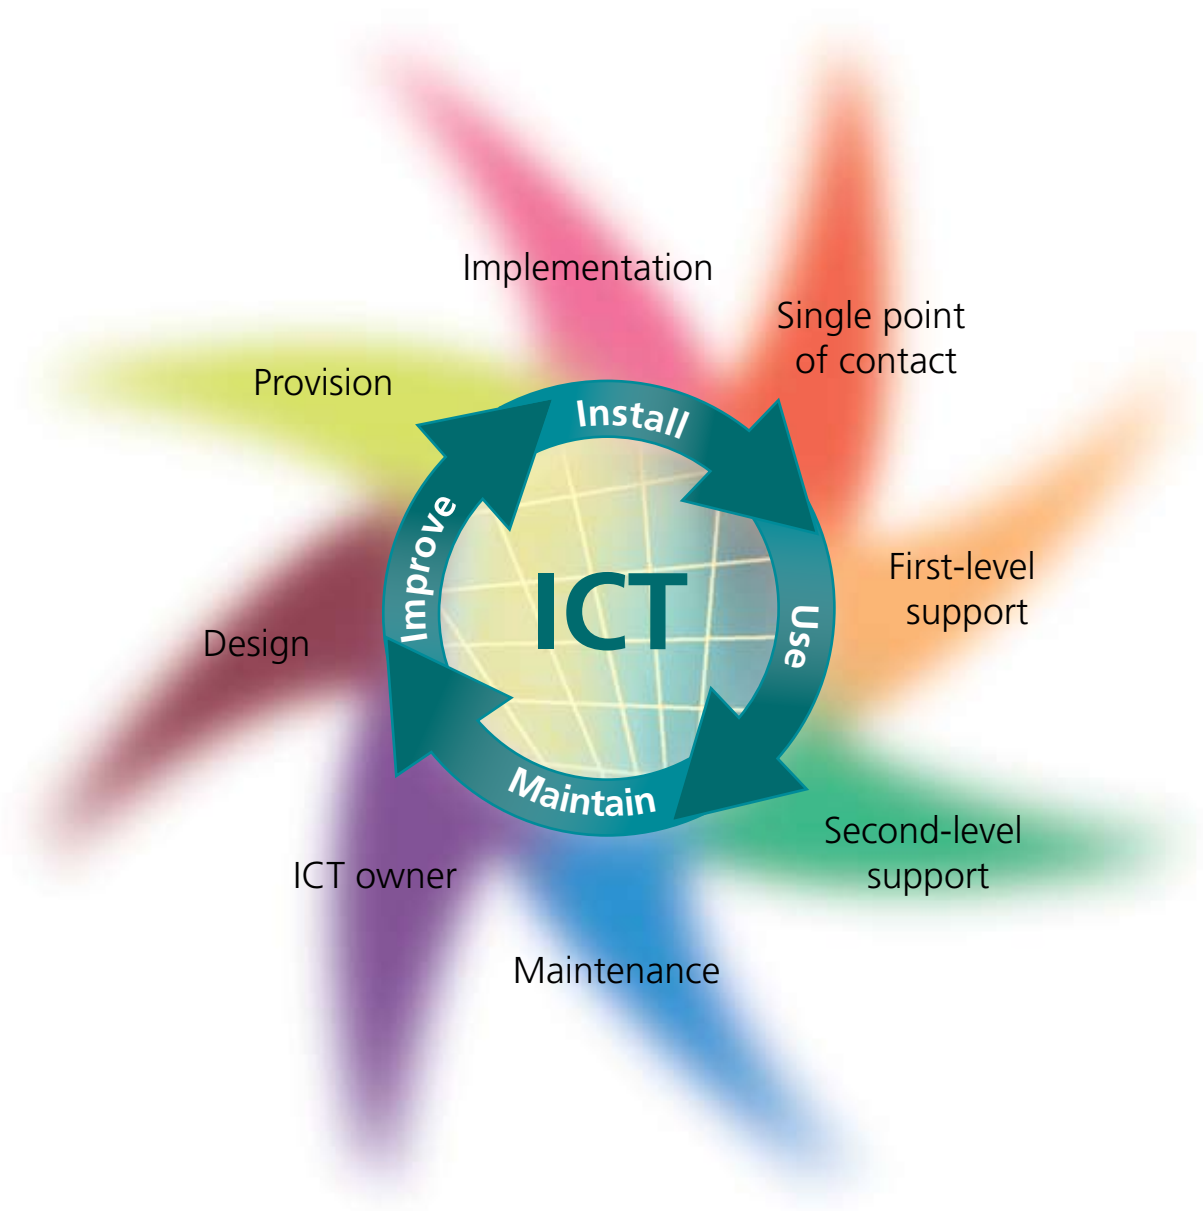 Implementation
Single point
of contact
Provision
Install
Improve
ICT
Use
First-level
support
Design
Maintain
Second-level
support
ICT owner
Maintenance